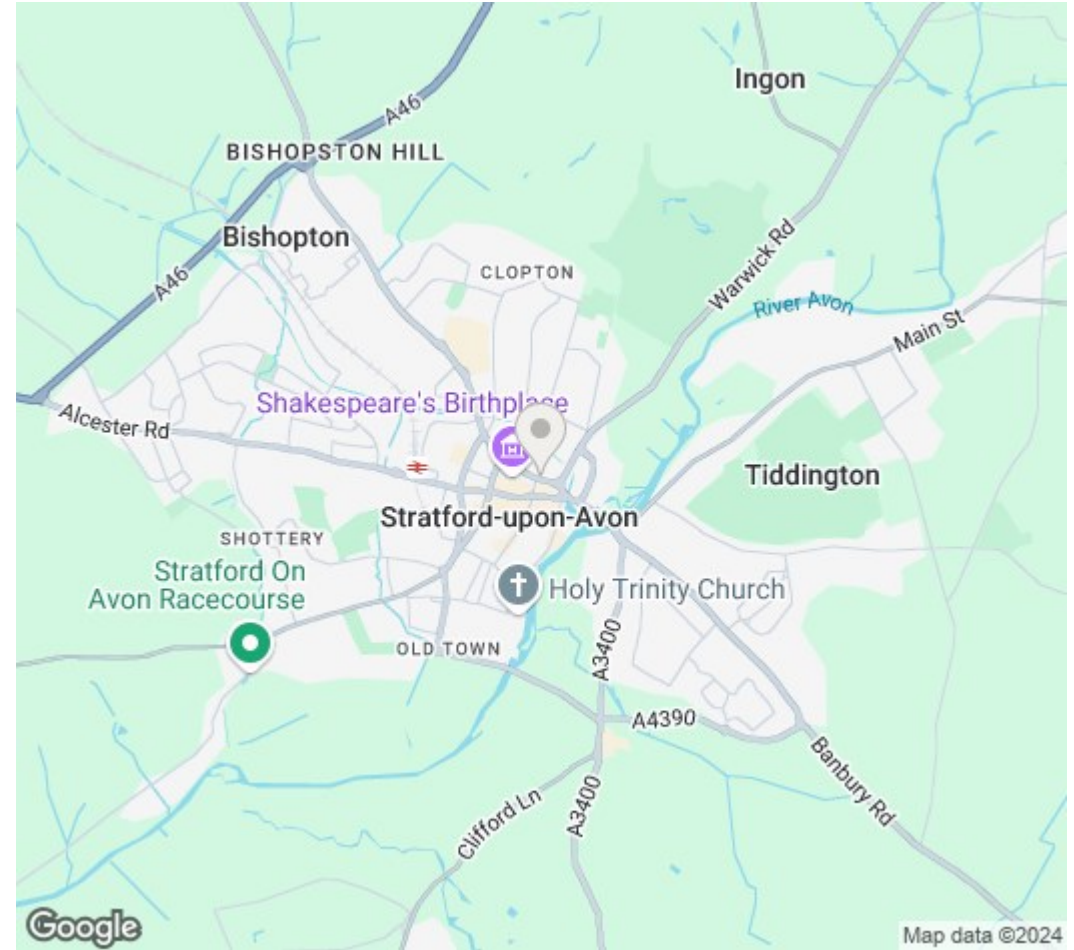 Ingon
A46
BISHOPSTON HILL
Bishopton
CLOPTON
Warwick Rd
A46
River Avon
Main St
Shakespeare's Birthplace
Alcester Rd
Tiddington
Stratford-upon-Avon
SHOTTERY
Stratford On
Avon Racecourse
Holy Trinity Church
OLD TOWN
A3400
A4390
Banbury Rd
Clifford Ln
A3400
Google
Map data ©2024